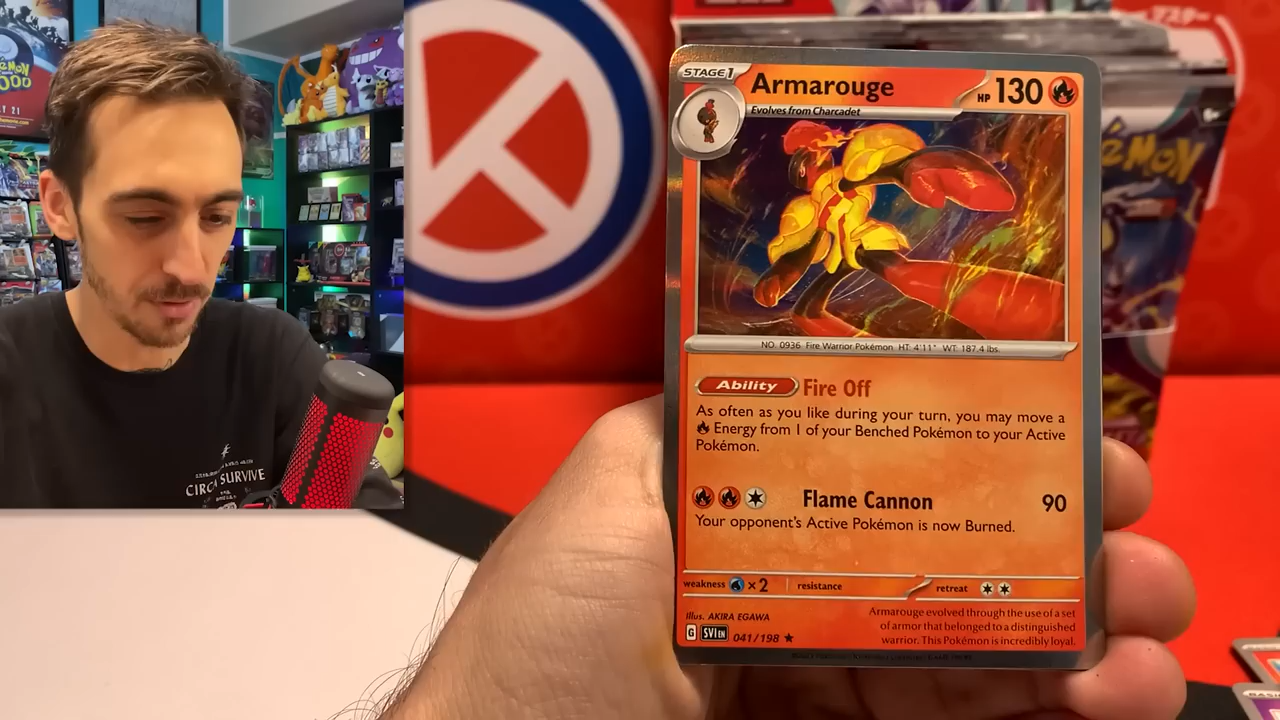 STAGE 1
Armarouge
HP 130
Evolves from Charcadet
NO. 0936 Fire Warrior Pokémon HT: 4'11" WT: 187.4 lbs.
Ability Fire Off
As often as you like during your turn, you may move a
Energy from 1 of your Benched Pokémon to your Active
Pokémon.
Flame Cannon 90
Your opponent's Active Pokémon is now Burned.
weakness ×2 resistance retreat
Illus. AKIRA EGAWA
G SVI EN 041/198
Armarouge evolved through the use of a set
of armor that belonged to a distinguished
warrior. This Pokémon is incredibly loyal.
SURVIVE